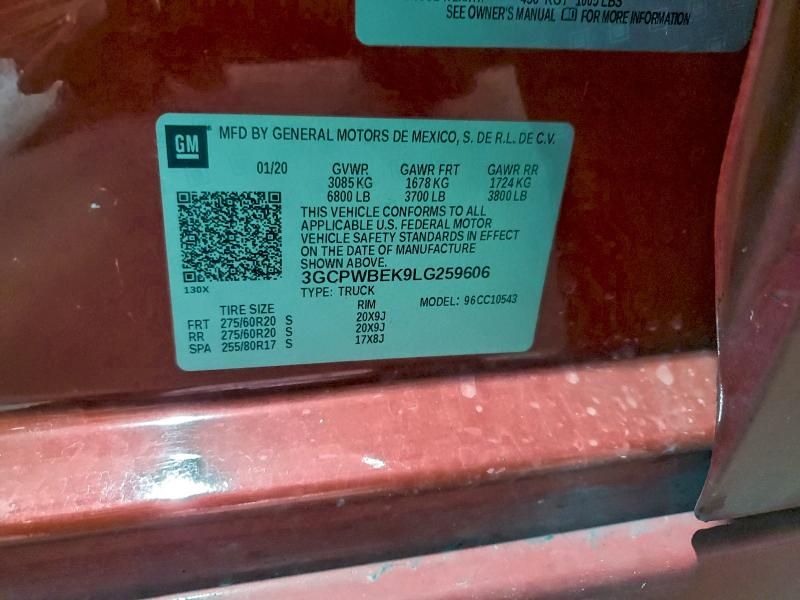 SEE OWNER'S MANUAL FOR MORE INFORMATION
GM
MFD BY GENERAL MOTORS DE MEXICO, S. DE R.L. DE C.V.
01/20 GVWR GAWR FRT GAWR RR
3085 KG 1678 KG 1724 KG
6800 LB 3700 LB 3800 LB
THIS VEHICLE CONFORMS TO ALL
APPLICABLE U.S. FEDERAL MOTOR
VEHICLE SAFETY STANDARDS IN EFFECT
ON THE DATE OF MANUFACTURE
SHOWN ABOVE.
3GCPWBEK9LG259606
130X
TYPE: TRUCK
MODEL: 96CC10543
TIRE SIZE RIM
FRT 275/60R20 S 20X9J
RR 275/60R20 S 20X9J
SPA 255/80R17 S 17X8J